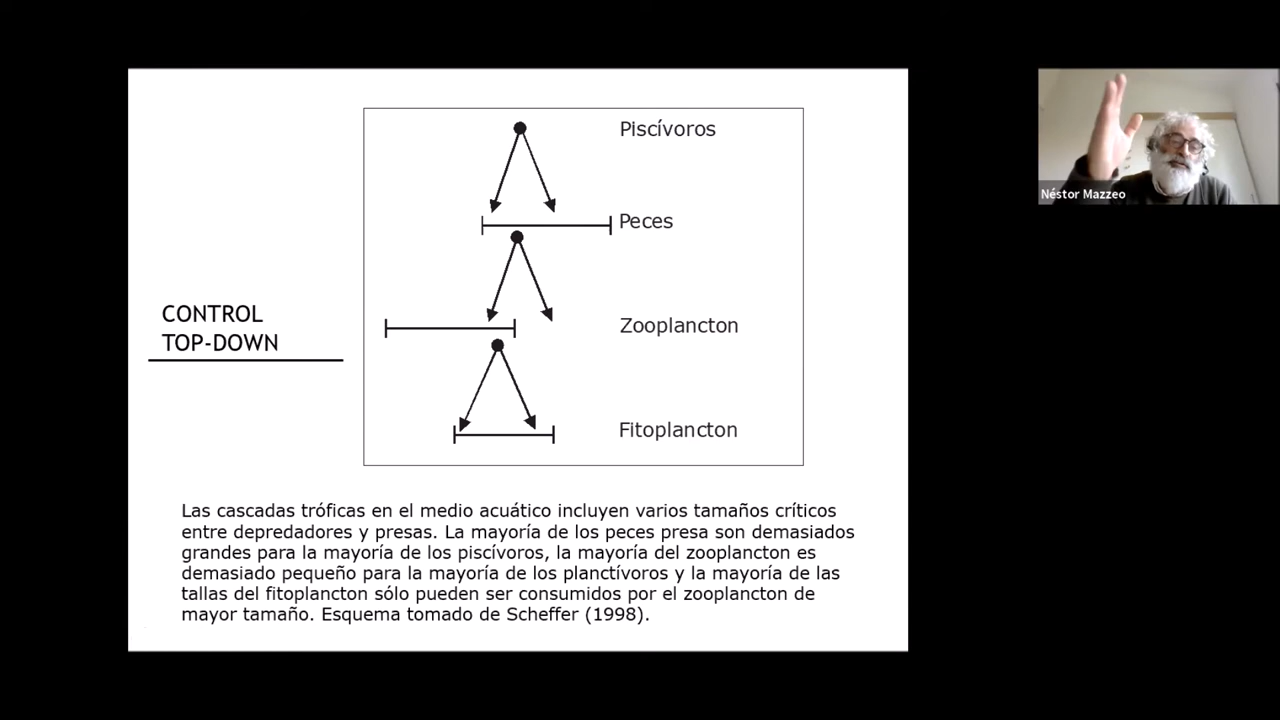 Piscívoros
Peces
Zooplancton
Fitoplancton
CONTROL
TOP-DOWN
Las cascadas tróficas en el medio acuático incluyen varios tamaños críticos
entre depredadores y presas. La mayoría de los peces presa son demasiados
grandes para la mayoría de los piscívoros, la mayoría del zooplancton es
demasiado pequeño para la mayoría de los planctívoros y la mayoría de las
tallas del fitoplancton sólo pueden ser consumidos por el zooplancton de
mayor tamaño. Esquema tomado de Scheffer (1998).
Néstor Mazzeo